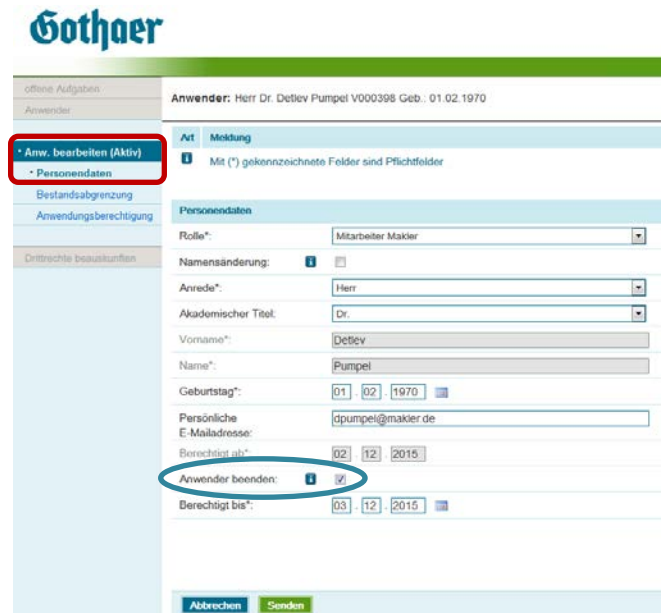 Gothaer
offene Aufgaben
Anwender
Anwender: Herr Dr. Detlev Pumpel V000398 Geb.: 01.02.1970
Anw. bearbeiten (Aktiv)
Personendaten
Bestandsabgrenzung
Anwendungsberechtigung
Drittrechte beauskunften
Art Meldung
Mit (*) gekennzeichnete Felder sind Pflichtfelder
Personendaten
Rolle*: Mitarbeiter Makler
Namensänderung:
Anrede*: Herr
Akademischer Titel: Dr.
Vorname*: Detlev
Name*: Pumpel
Geburtstag*: 01 . 02 . 1970
Persönliche
E-Mailadresse: dpumpel@makler.de
Berechtigt ab*: 02 . 12 . 2015
Anwender beenden:
Berechtigt bis*: 03 . 12 . 2015
Abbrechen Senden